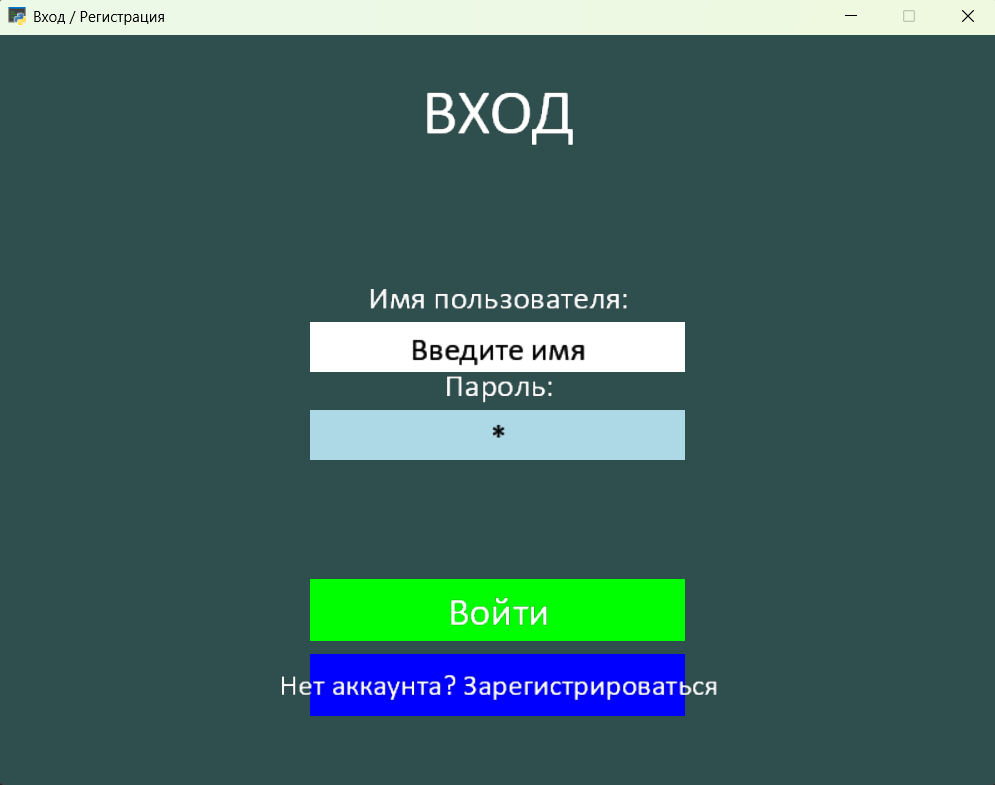 Вход / Регистрация
ВХОД
Имя пользователя:
Введите имя
Пароль:
*
Войти
Нет аккаунта? Зарегистрироваться